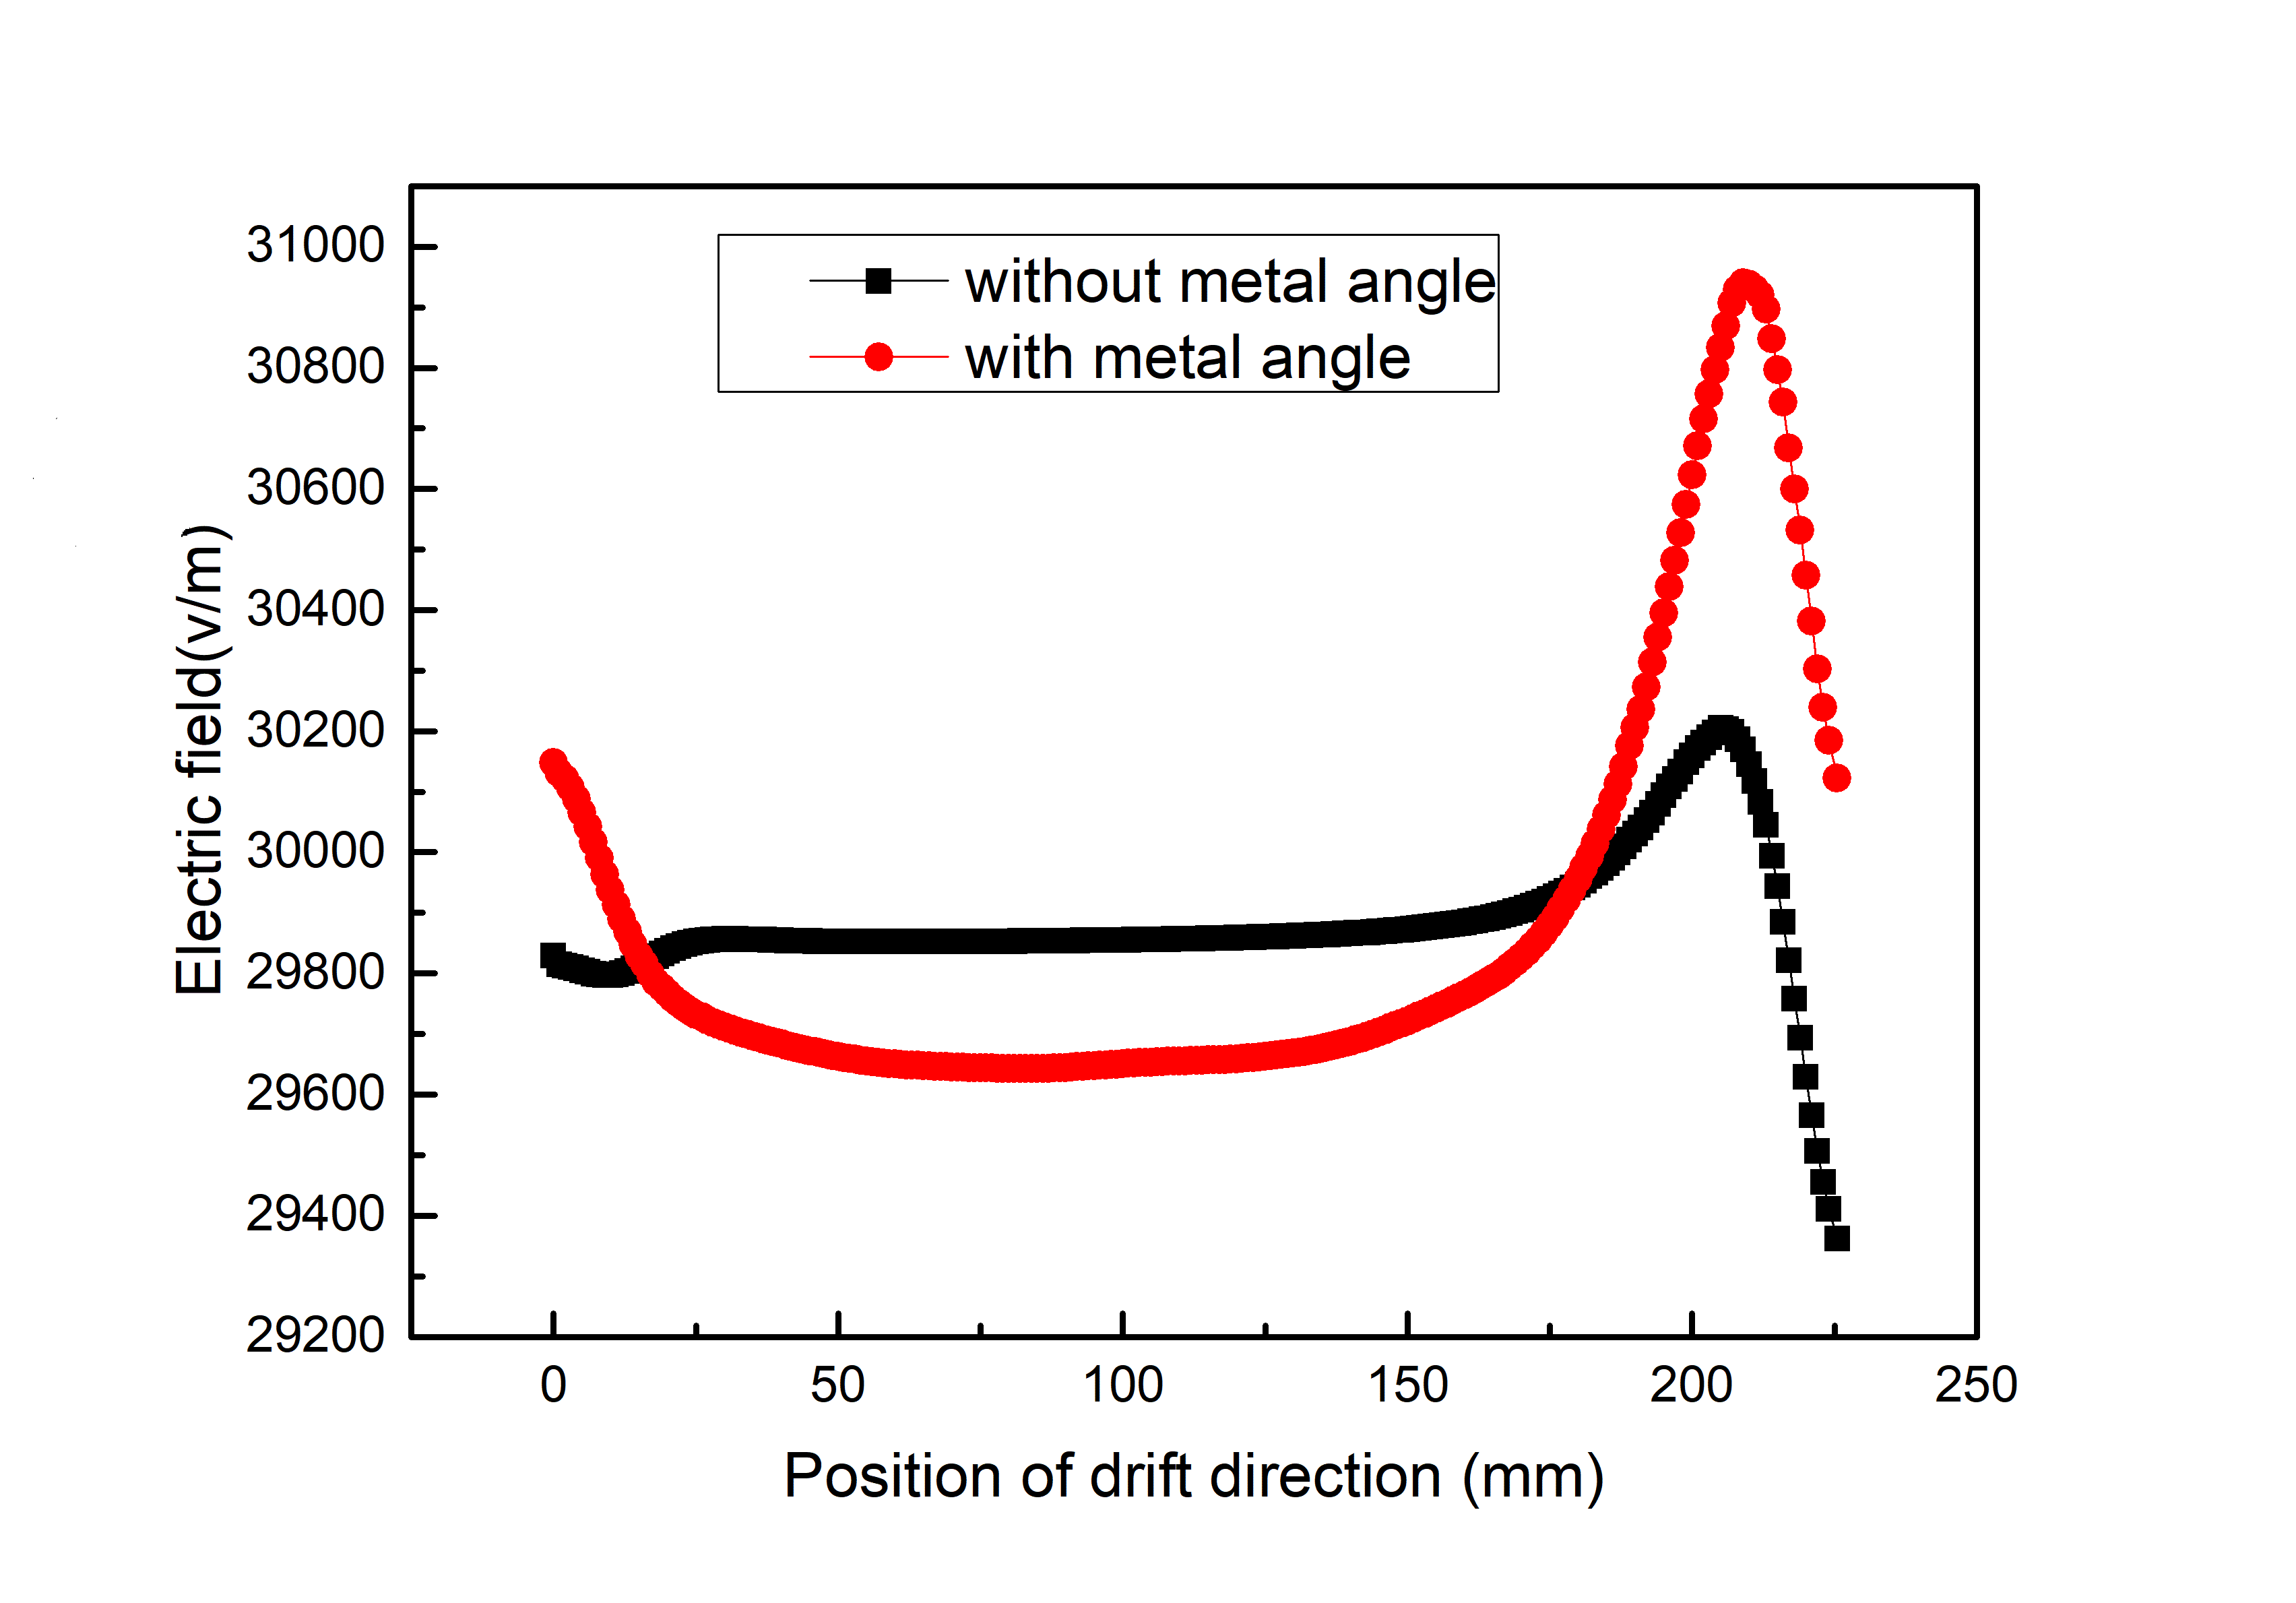 without metal angle
with metal angle
Electric field(v/m)
31000
30800
30600
30400
30200
30000
29800
29600
29400
29200
0 50 100 150 200 250
Position of drift direction (mm)